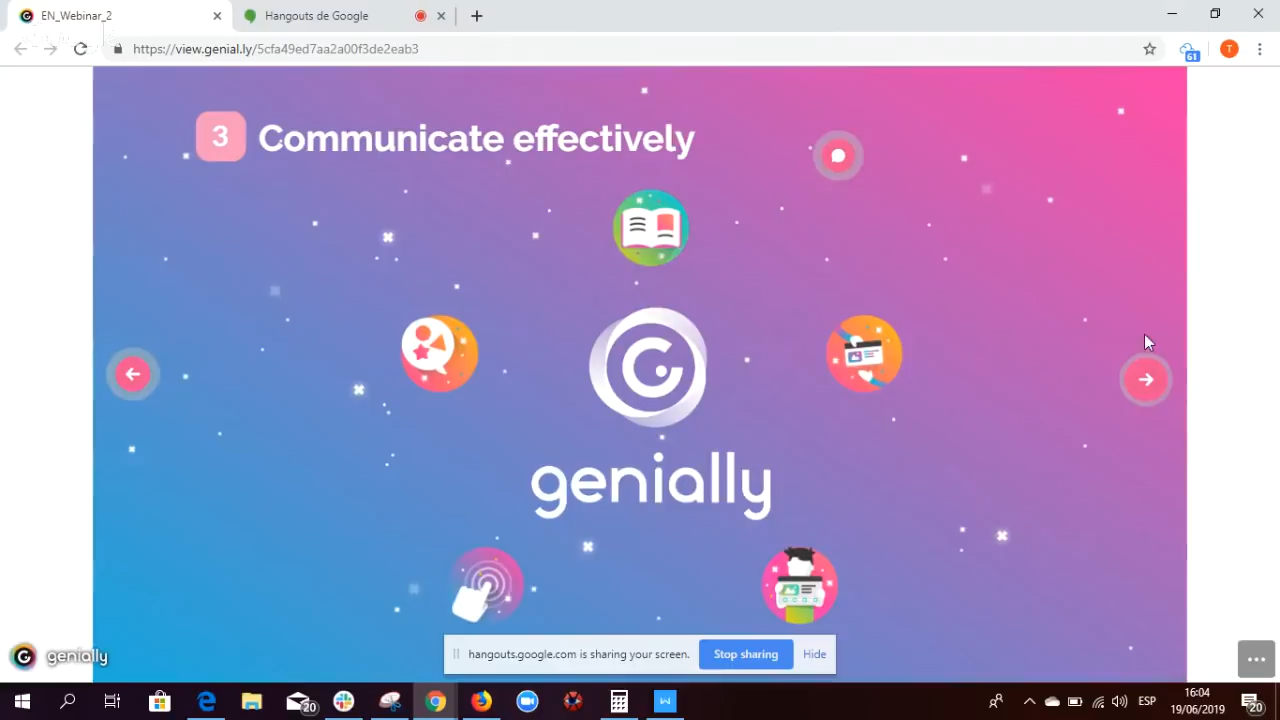 EN_Webinar_2
Hangouts de Google
https://view.genial.ly/5cfa49ed7aa2a00f3de2eab3
61
T
3 Communicate effectively
genially
hangouts.google.com is sharing your screen. Stop sharing Hide
genially
20
W
ESP
16:04
19/06/2019
20